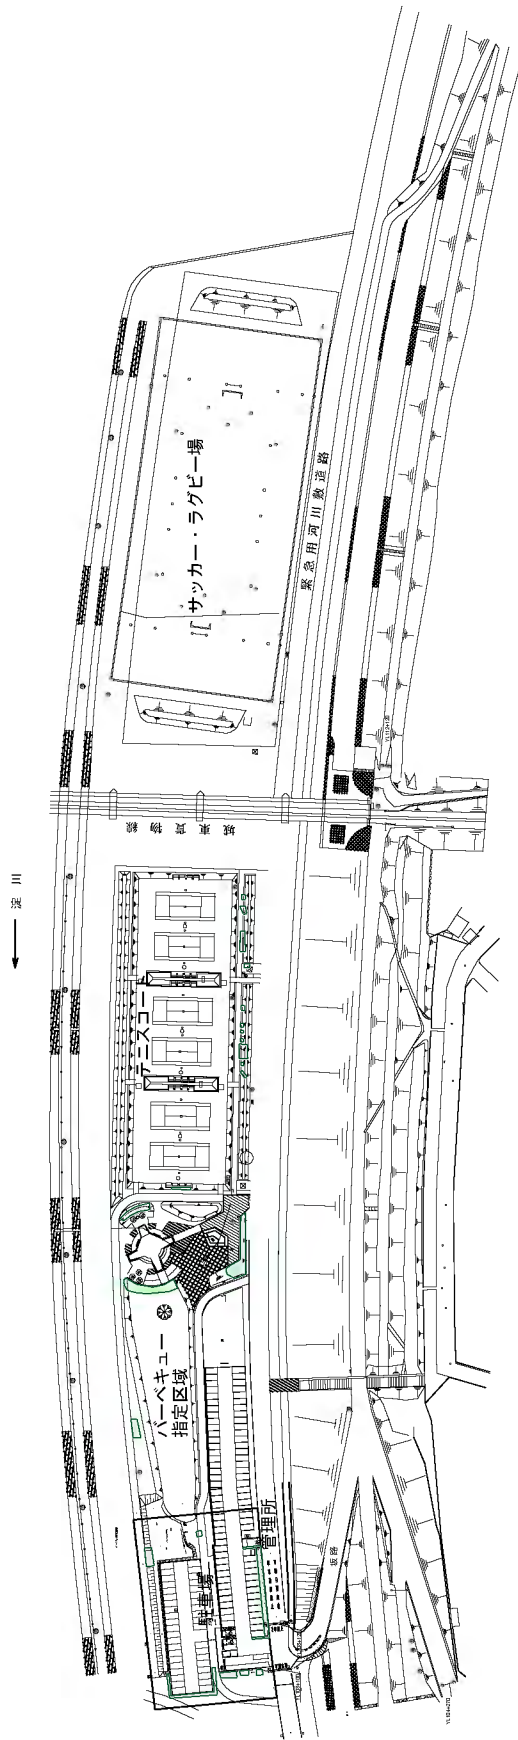 サッカー・ラグビー場
緊急用河川敷道路
城東貨物線
淀川
テニスコー
バーベキュー
指定区域
管理所
駐車場
坂路